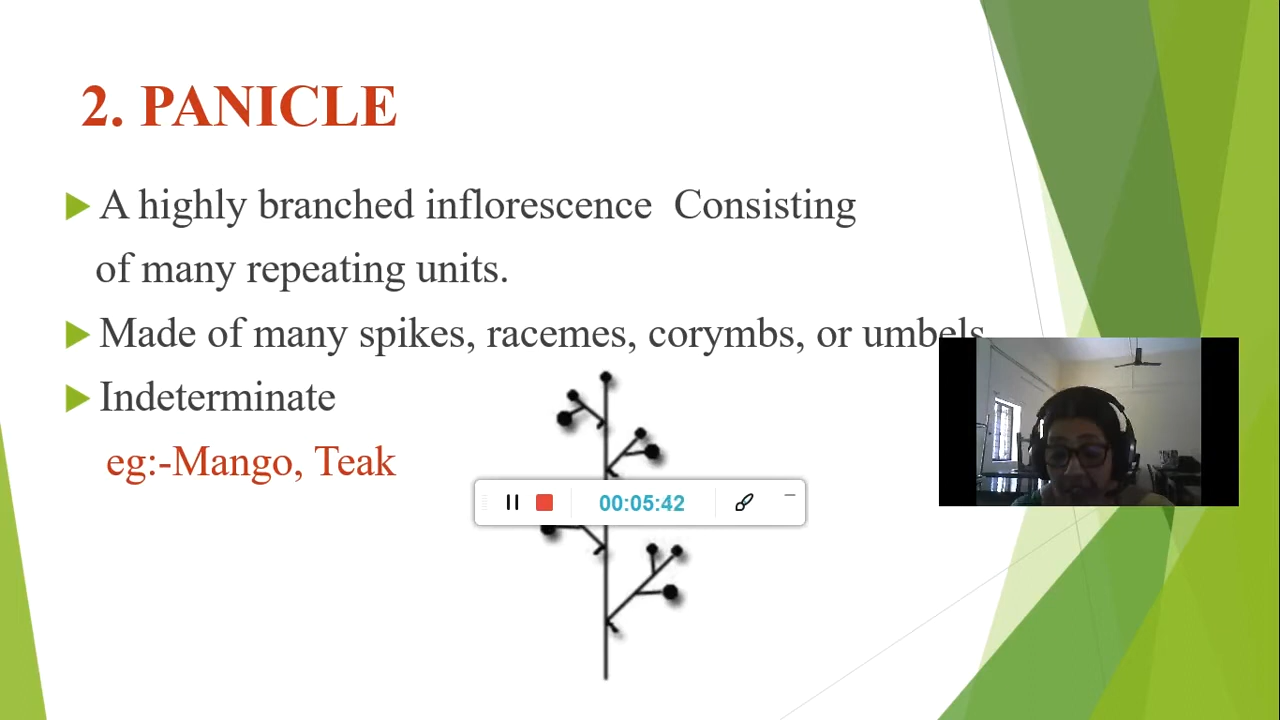 2. PANICLE
A highly branched inflorescence Consisting
of many repeating units.
Made of many spikes, racemes, corymbs, or umbels
Indeterminate
eg:-Mango, Teak
00:05:42